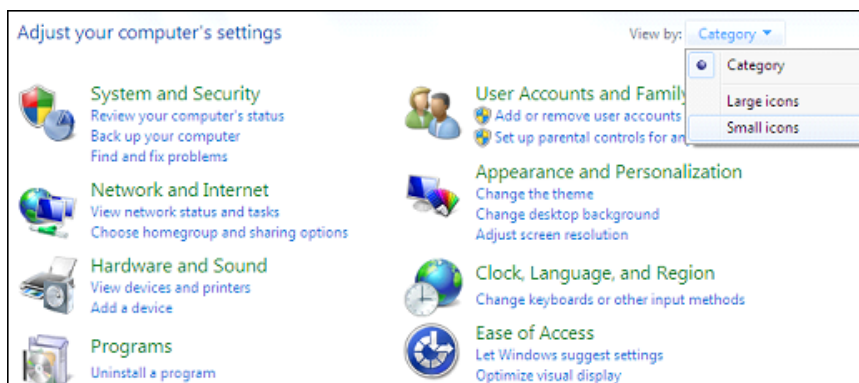 Adjust your computer's settings
View by: Category
Category
Large icons
Small icons
System and Security
Review your computer's status
Back up your computer
Find and fix problems
Network and Internet
View network status and tasks
Choose homegroup and sharing options
Hardware and Sound
View devices and printers
Add a device
Programs
Uninstall a program
User Accounts and Family
Add or remove user accounts
Set up parental controls for
Appearance and Personalization
Change the theme
Change desktop background
Adjust screen resolution
Clock, Language, and Region
Change keyboards or other input methods
Ease of Access
Let Windows suggest settings
Optimize visual display